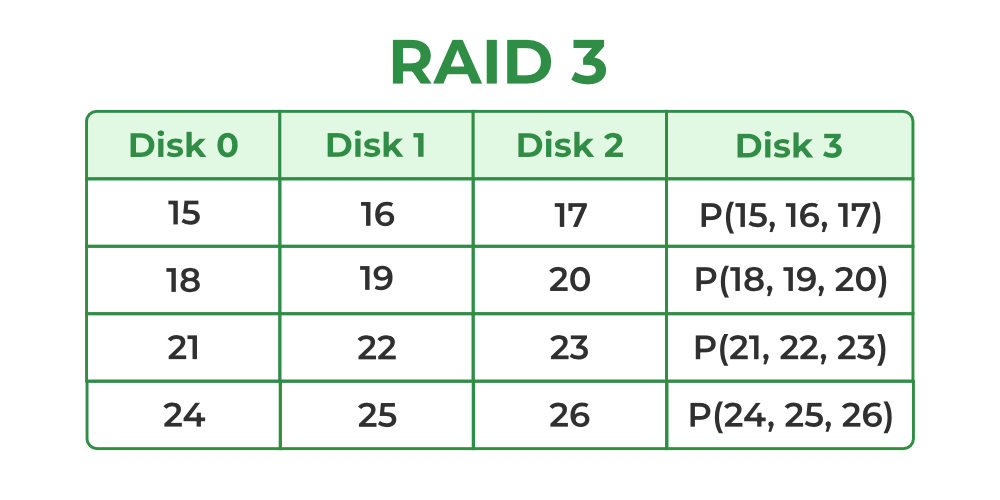 RAID 3
Disk 0 Disk 1 Disk 2 Disk 3
15 16 17 P(15, 16, 17)
18 19 20 P(18, 19, 20)
21 22 23 P(21, 22, 23)
24 25 26 P(24, 25, 26)